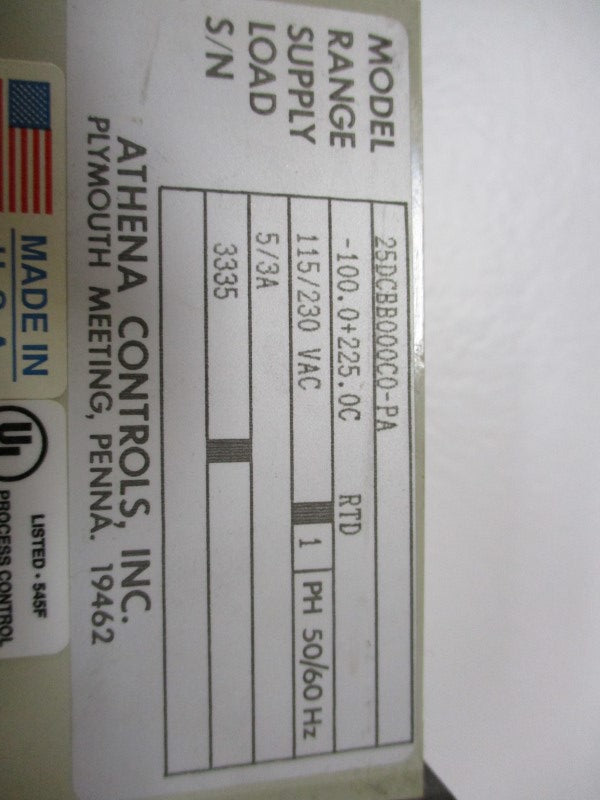 MODEL 25DCBB000C0-PA
RANGE -100.0+225.0C RTD
SUPPLY 115/230 VAC 1 PH 50/60 Hz
LOAD 5/3A
S/N 3335
ATHENA CONTROLS, INC.
PLYMOUTH MEETING, PENNA. 19462
MADE IN
UL
LISTED • 545F
PROCESS CONTROL